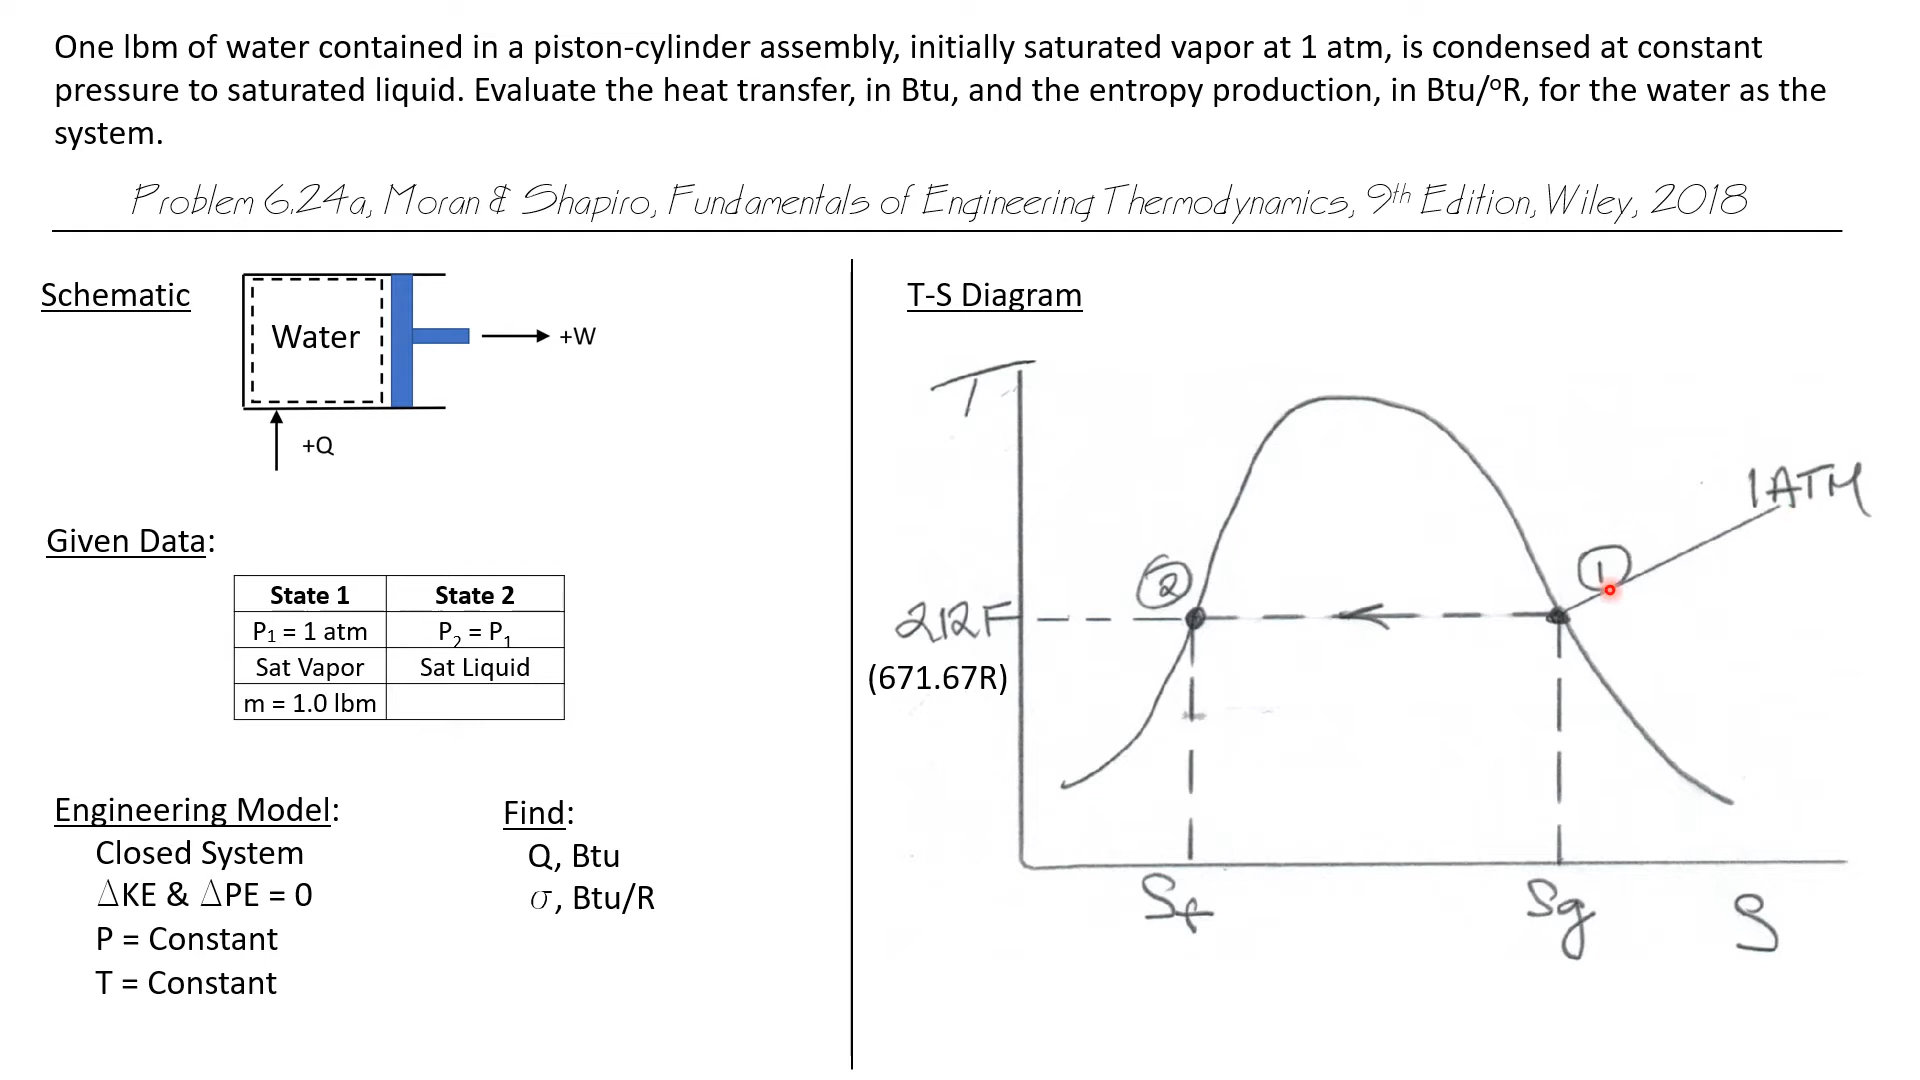 One lbm of water contained in a piston-cylinder assembly, initially saturated vapor at 1 atm, is condensed at constant
pressure to saturated liquid. Evaluate the heat transfer, in Btu, and the entropy production, in Btu/ºR, for the water as the
system.
Problem 6.24a, Moran & Shapiro, Fundamentals of Engineering Thermodynamics, 9th Edition, Wiley, 2018
Schematic
Water
+W
+Q
Given Data:
State 1 State 2
P1 = 1 atm P2 = P1
Sat Vapor Sat Liquid
m = 1.0 lbm
Engineering Model:
Closed System
ΔKE & ΔPE = 0
P = Constant
T = Constant
Find:
Q, Btu
σ, Btu/R
T-S Diagram
T
1 ATM
2
1
212F
(671.67R)
Sf
Sg
S